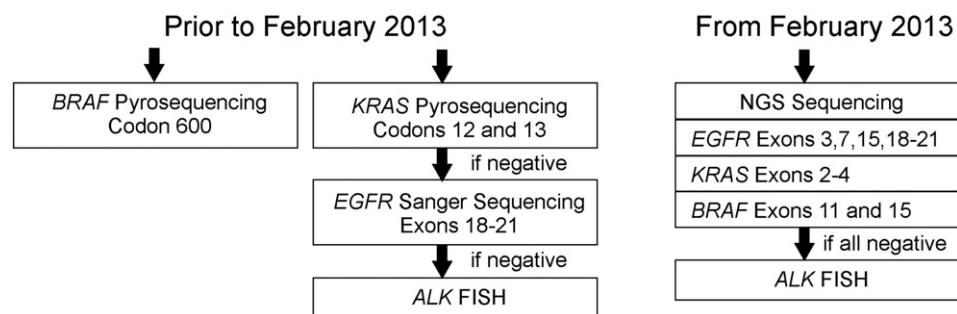 Prior to February 2013
BRAF Pyrosequencing
Codon 600
KRAS Pyrosequencing
Codons 12 and 13
if negative
EGFR Sanger Sequencing
Exons 18-21
if negative
ALK FISH
From February 2013
NGS Sequencing
EGFR Exons 3,7,15,18-21
KRAS Exons 2-4
BRAF Exons 11 and 15
if all negative
ALK FISH